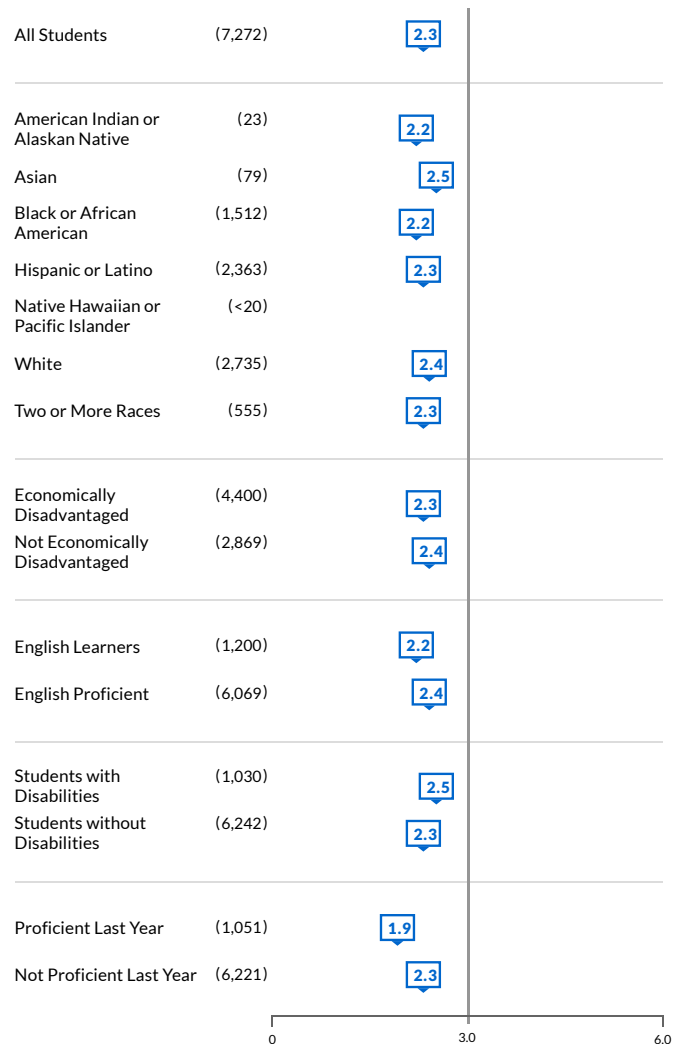 All Students (7,272) 2.3
American Indian or (23)
Alaskan Native 2.2
Asian (79) 2.5
Black or African (1,512)
American 2.2
Hispanic or Latino (2,363) 2.3
Native Hawaiian or (<20)
Pacific Islander
White (2,735) 2.4
Two or More Races (555) 2.3
Economically (4,400)
Disadvantaged 2.3
Not Economically (2,869)
Disadvantaged 2.4
English Learners (1,200) 2.2
English Proficient (6,069) 2.4
Students with (1,030)
Disabilities 2.5
Students without (6,242)
Disabilities 2.3
Proficient Last Year (1,051) 1.9
Not Proficient Last Year (6,221) 2.3
0 3.0 6.0